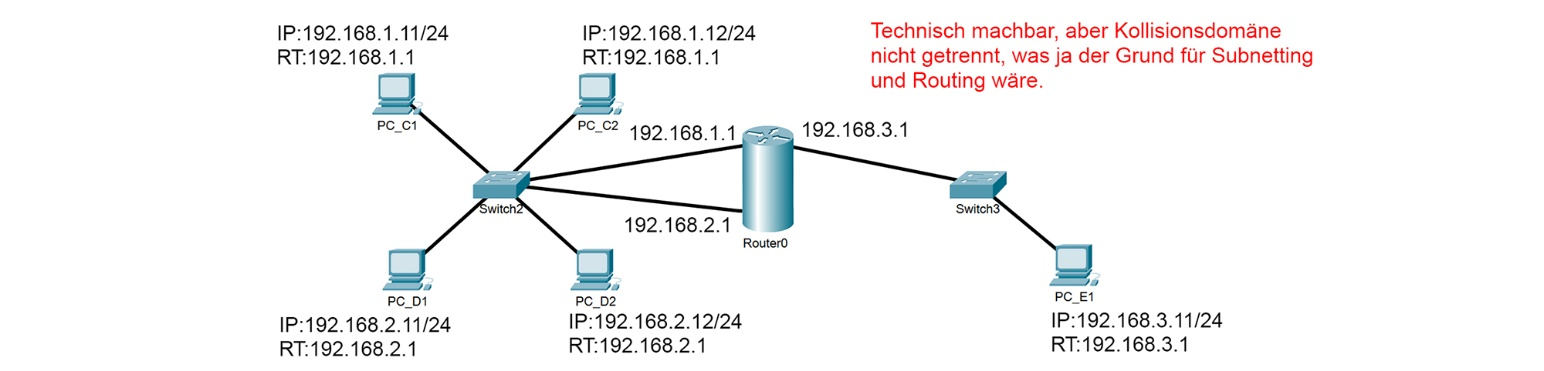 IP:192.168.1.11/24
RT:192.168.1.1
PC_C1
IP:192.168.1.12/24
RT:192.168.1.1
PC_C2
Technisch machbar, aber Kollisionsdomäne
nicht getrennt, was ja der Grund für Subnetting
und Routing wäre.
192.168.1.1
192.168.3.1
Switch2
192.168.2.1
Router0
Switch3
PC_D1
IP:192.168.2.11/24
RT:192.168.2.1
PC_D2
IP:192.168.2.12/24
RT:192.168.2.1
PC_E1
IP:192.168.3.11/24
RT:192.168.3.1